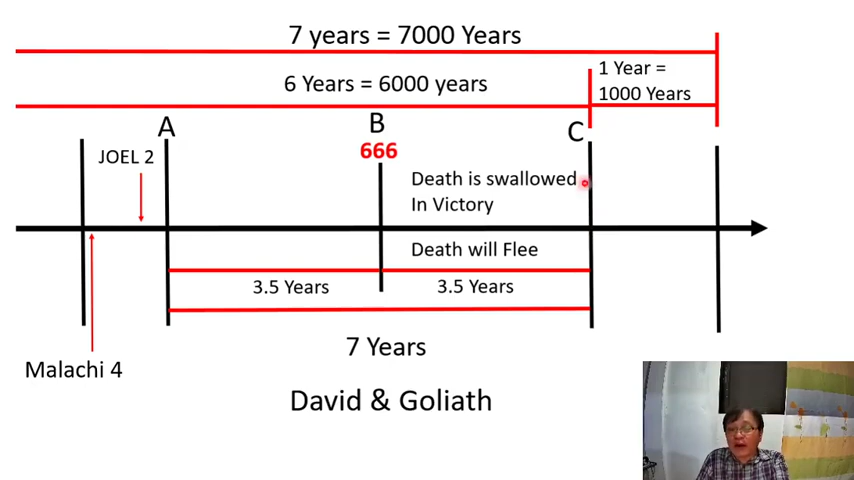 7 years = 7000 Years
6 Years = 6000 years
1 Year =
1000 Years
A
B
C
666
JOEL 2
Death is swallowed
In Victory
Death will Flee
3.5 Years
3.5 Years
7 Years
Malachi 4
David & Goliath